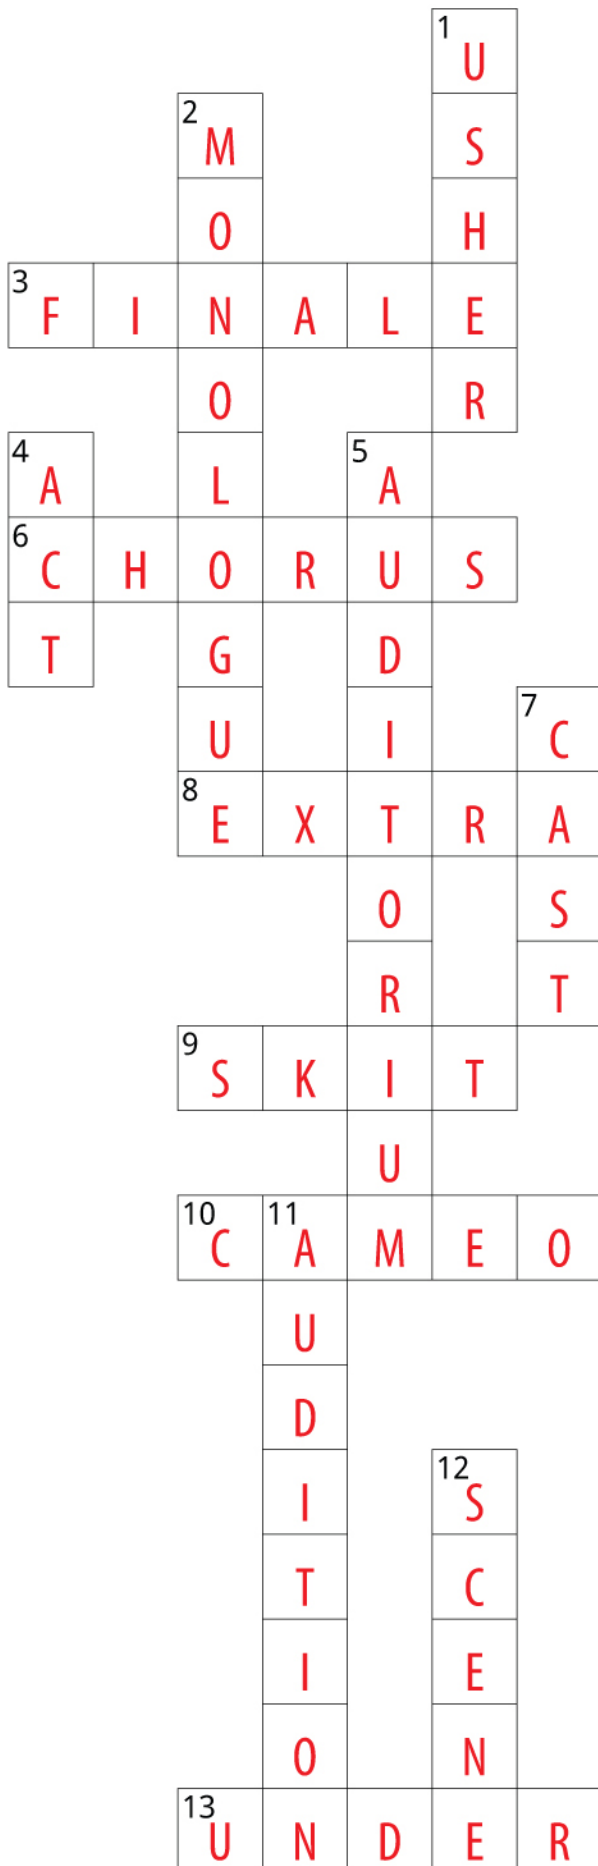 1 U
2 M S
O H
3 F I N A L E
O R
4 A L 5 A
6 C H O R U S
T G D
U I 7 C
8 E X T R A
O S
R T
9 S K I T
U
10 C 11 A M E O
U
D
I 12 S
T C
I E
O N
13 U N D E R